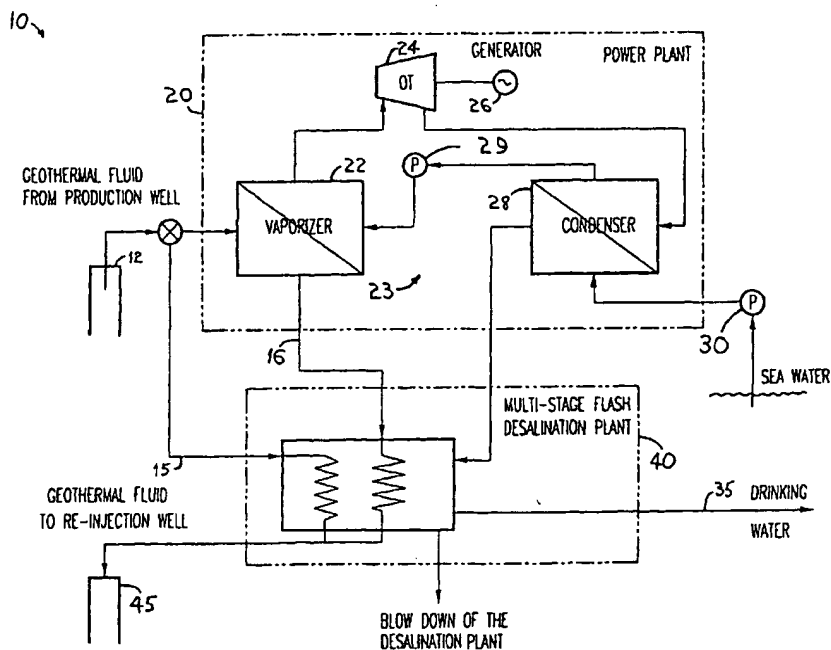 10
24
GENERATOR
POWER PLANT
20
OT
26
29
P
22
28
GEOTHERMAL FLUID
FROM PRODUCTION WELL
VAPORIZER
CONDENSER
12
23
P
30
16
SEA WATER
MULTI-STAGE FLASH
DESALINATION PLANT
40
15
GEOTHERMAL FLUID
TO RE-INJECTION WELL
35
DRINKING
WATER
45
BLOW DOWN OF THE
DESALINATION PLANT